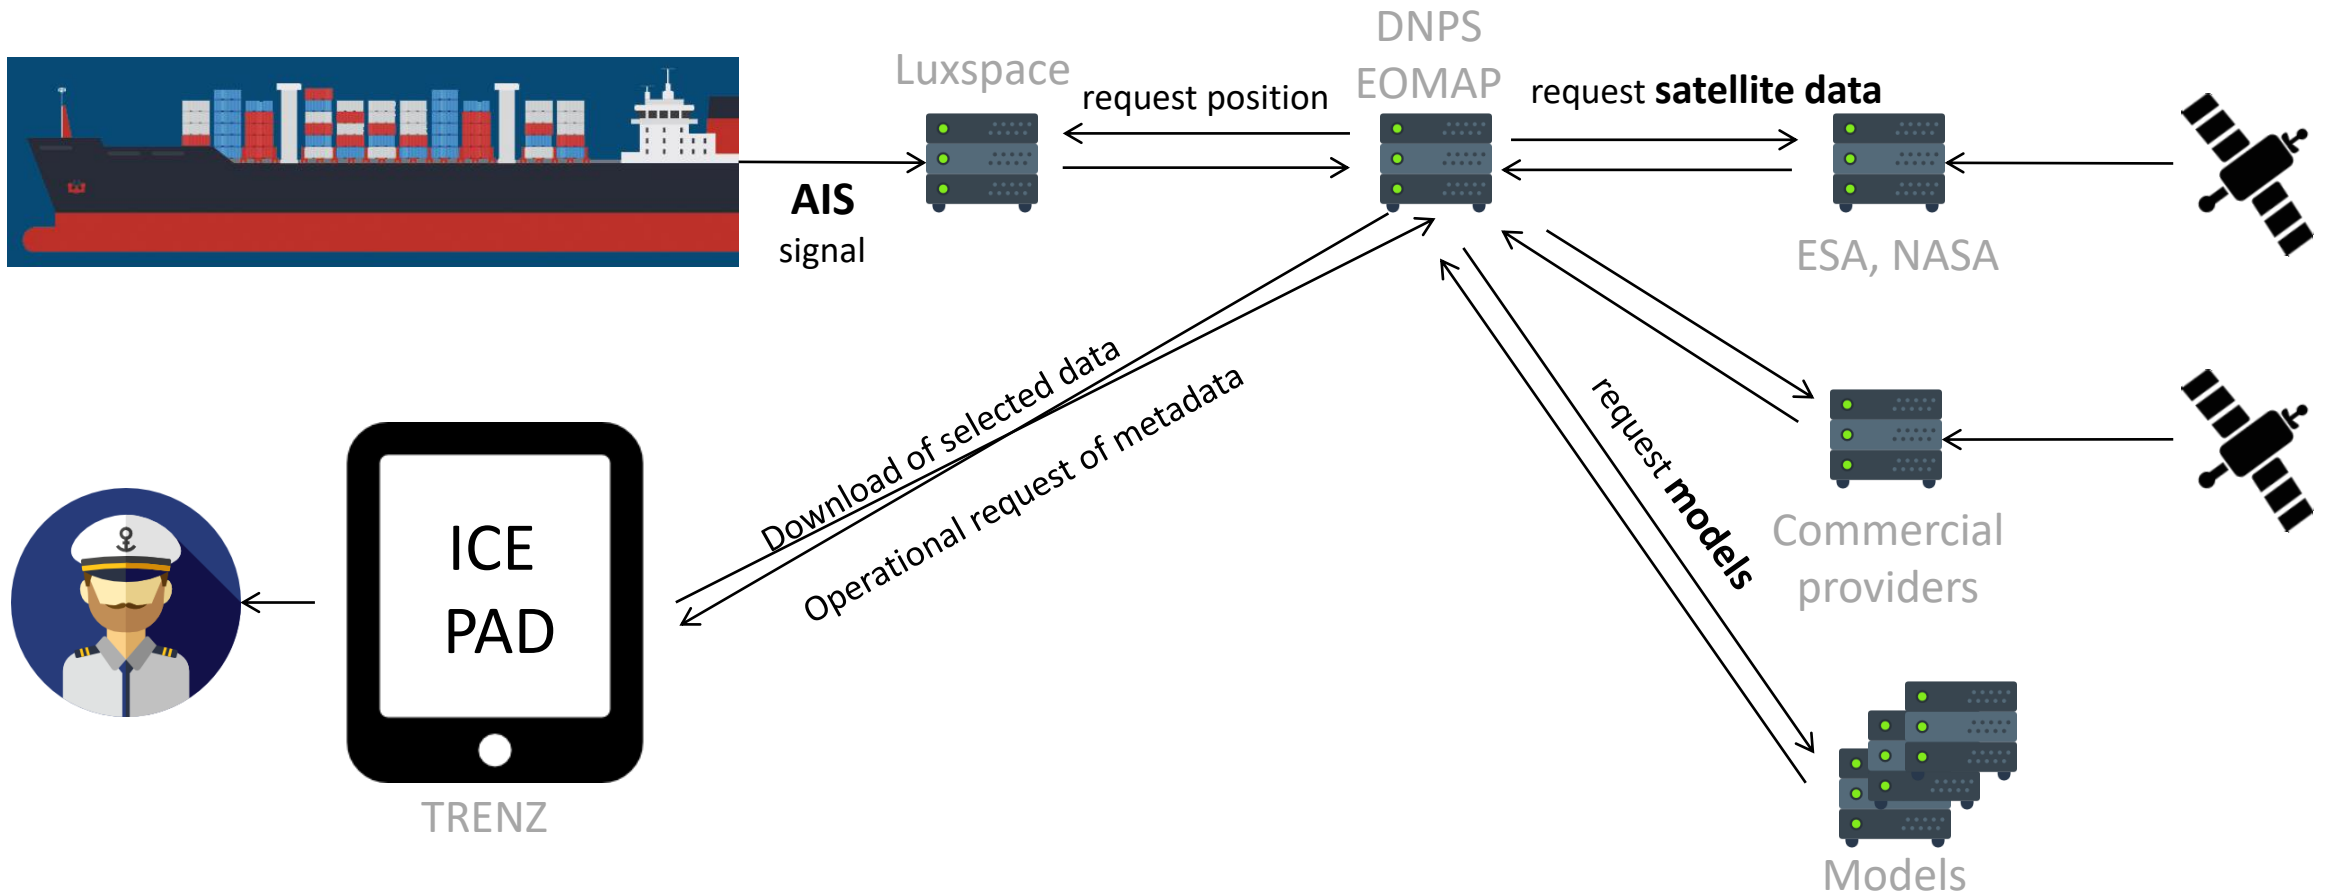 DNPS
EOMAP
Luxspace
request position
request satellite data
AIS
signal
ESA, NASA
Download of selected data
Operational request of metadata
request models
ICE
PAD
TRENZ
Commercial
providers
Models